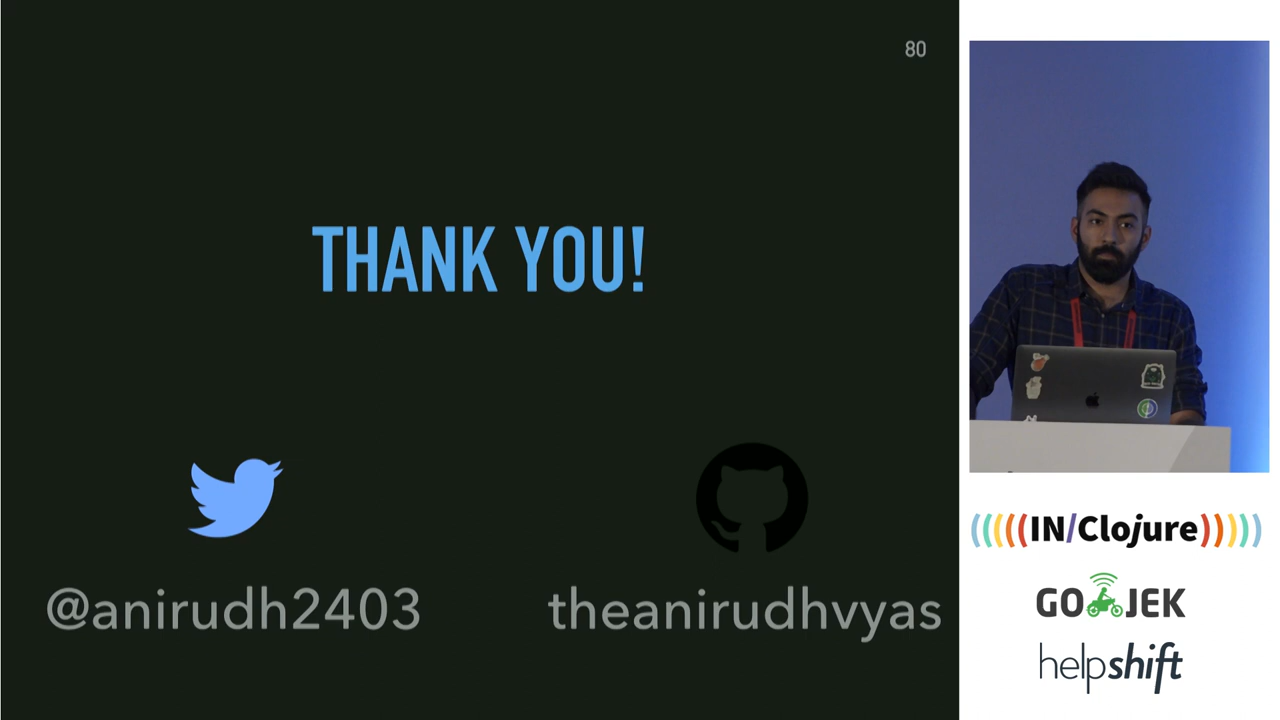 80
THANK YOU!
@anirudh2403
theanirudhvyas
(((((IN/Clojure)))))
GOJEK
helpshift